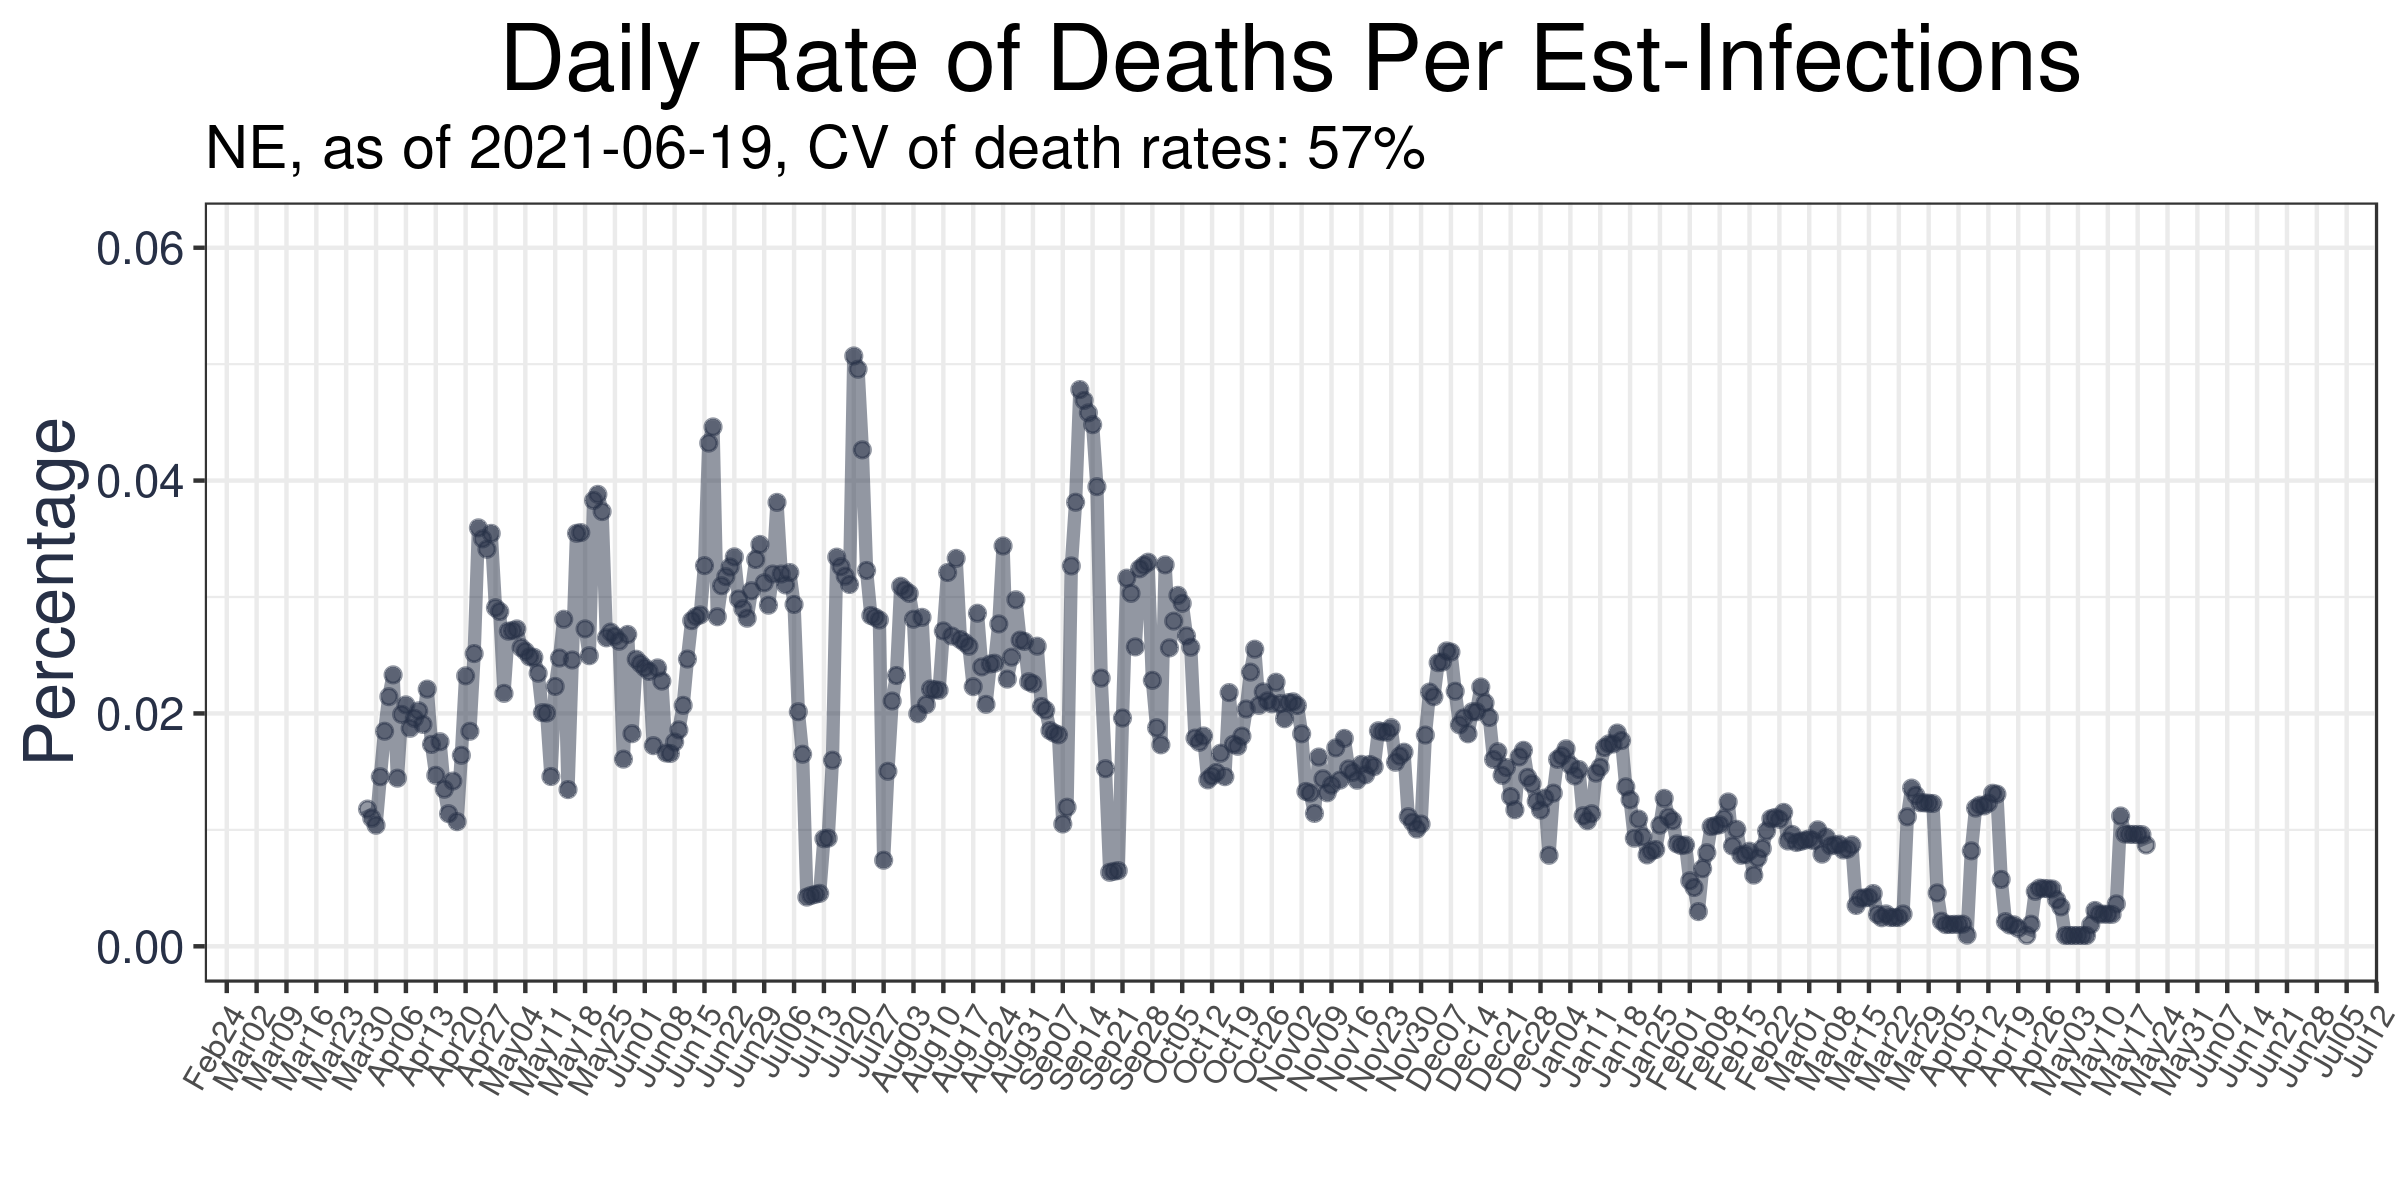 Daily Rate of Deaths Per Est-Infections
NE, as of 2021-06-19, CV of death rates: 57%
Percentage
0.06
0.04
0.02
0.00
Feb24
Mar02
Mar09
Mar16
Mar23
Mar30
Apr06
Apr13
Apr20
Apr27
May04
May11
May18
May25
Jun01
Jun08
Jun15
Jun22
Jun29
Jul06
Jul13
Jul20
Jul27
Aug03
Aug10
Aug17
Aug24
Aug31
Sep07
Sep14
Sep21
Sep28
Oct05
Oct12
Oct19
Oct26
Nov02
Nov09
Nov16
Nov23
Nov30
Dec07
Dec14
Dec21
Dec28
Jan04
Jan11
Jan18
Jan25
Feb01
Feb08
Feb15
Feb22
Mar01
Mar08
Mar15
Mar22
Mar29
Apr05
Apr12
Apr19
Apr26
May03
May10
May17
May24
May31
Jun07
Jun14
Jun21
Jun28
Jul05
Jul12